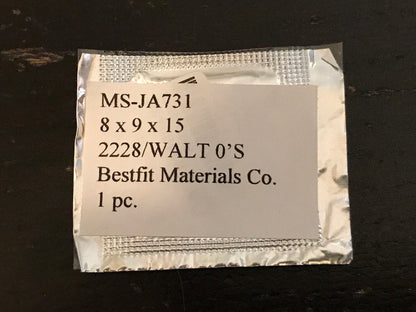 MS-JA731
8 x 9 x 15
2228/WALT 0'S
Bestfit Materials Co.
1 pc.